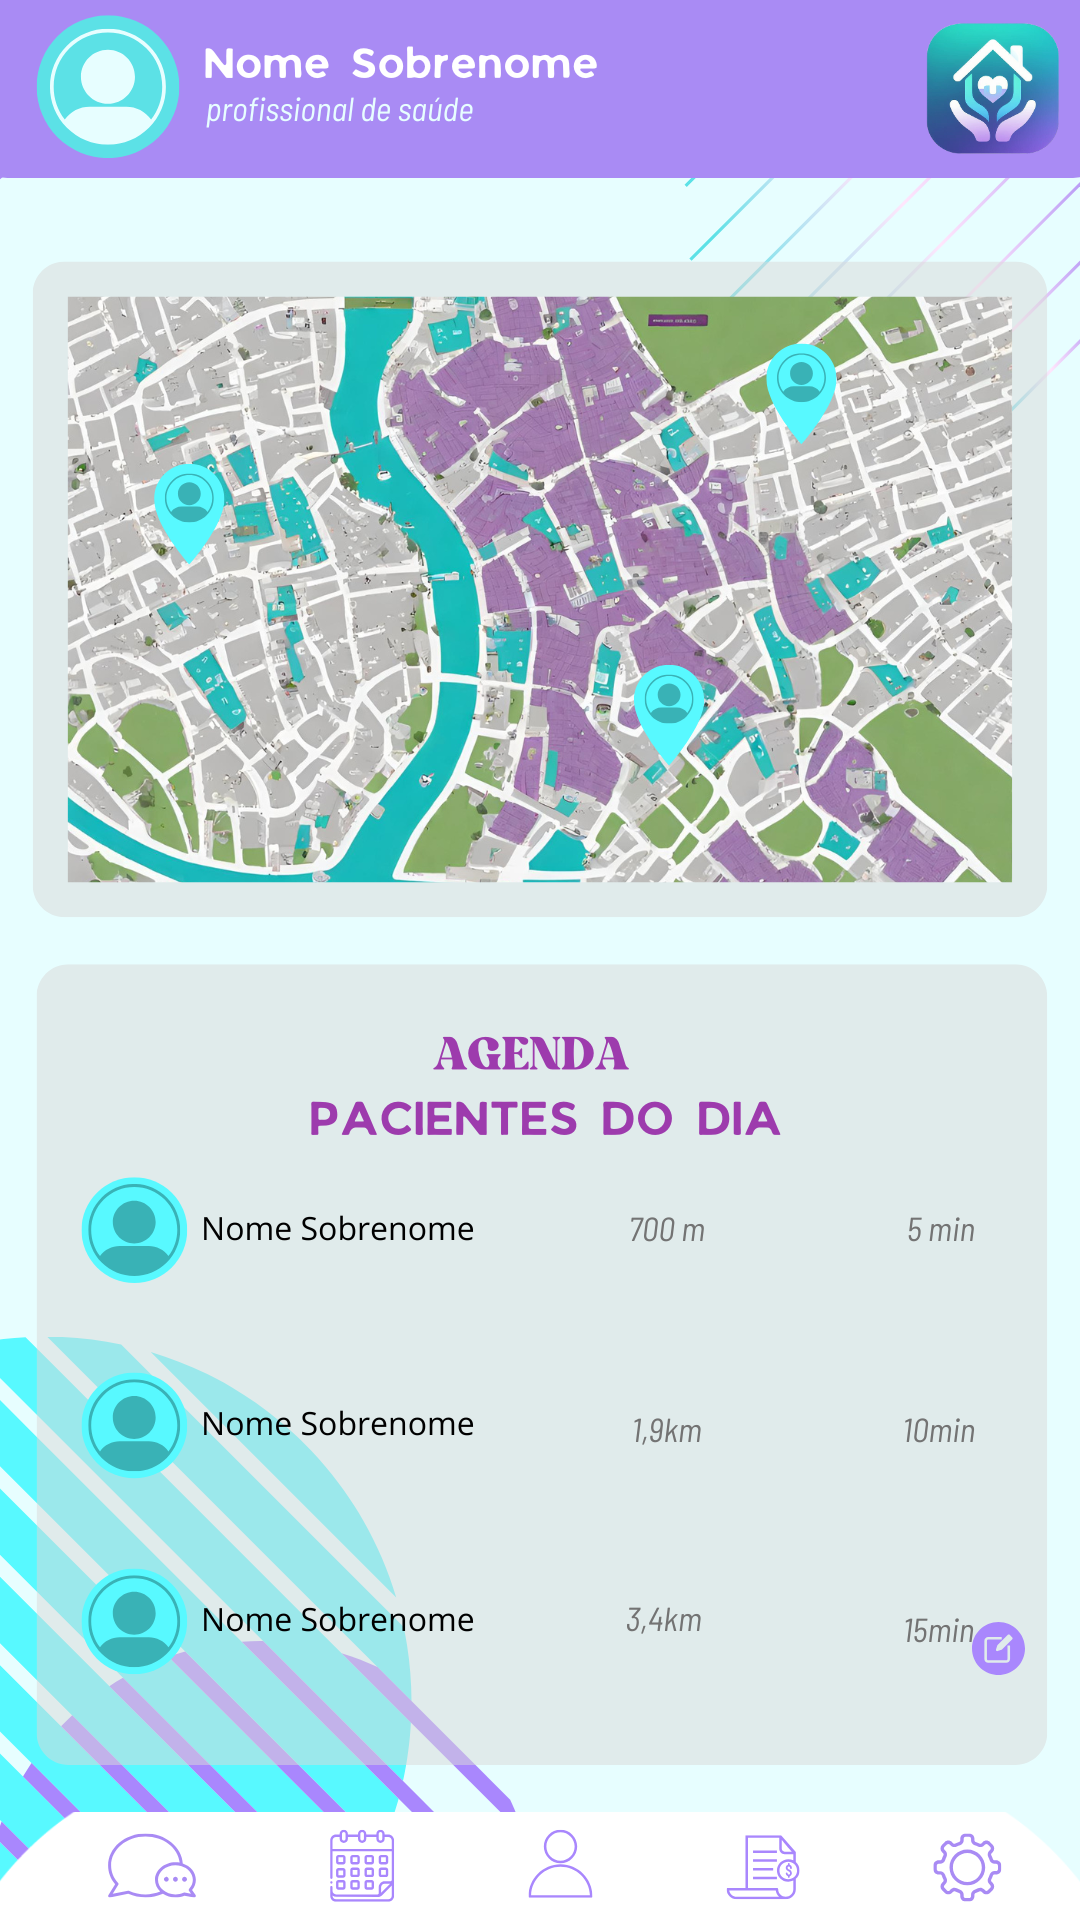 Nome Sobrenome
profissional de saúde
AGENDA
PACIENTES DO DIA
Nome Sobrenome 700 m 5 min
Nome Sobrenome 1,9km 10min
Nome Sobrenome 3,4km 15min